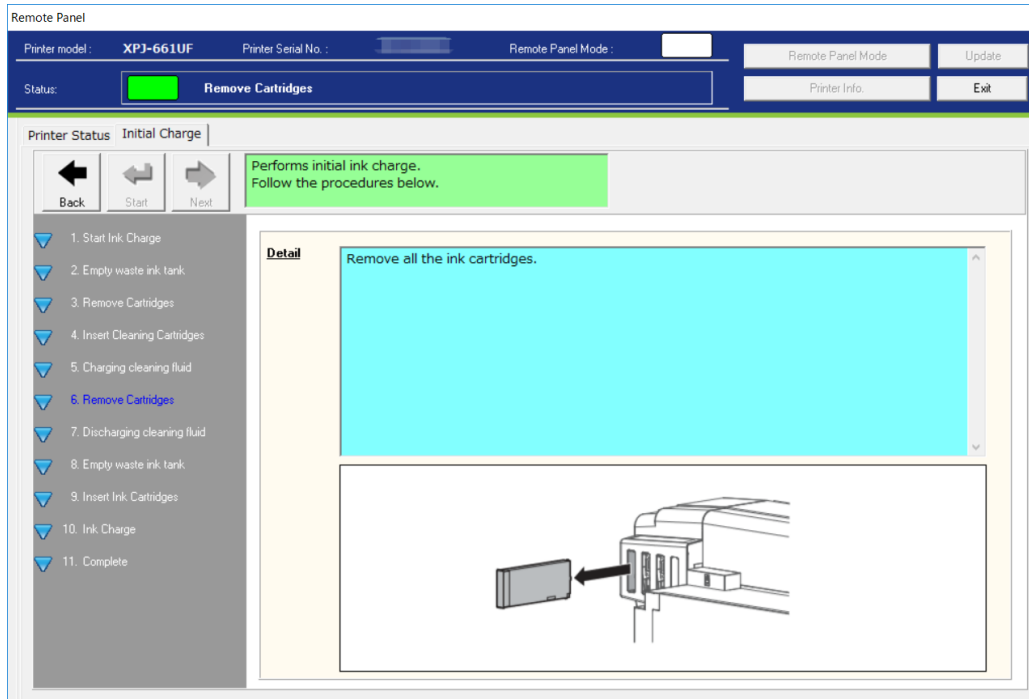 Remote Panel
Printer model : XPJ-661UF Printer Serial No. : Remote Panel Mode : Remote Panel Mode Update
Status: Remove Cartridges Printer Info. Exit
Printer Status Initial Charge
Back Start Next
Performs initial ink charge.
Follow the procedures below.
1. Start Ink Charge
2. Empty waste ink tank
3. Remove Cartridges
4. Insert Cleaning Cartridges
5. Charging cleaning fluid
6. Remove Cartridges
7. Discharging cleaning fluid
8. Empty waste ink tank
9. Insert Ink Cartridges
10. Ink Charge
11. Complete
Detail
Remove all the ink cartridges.